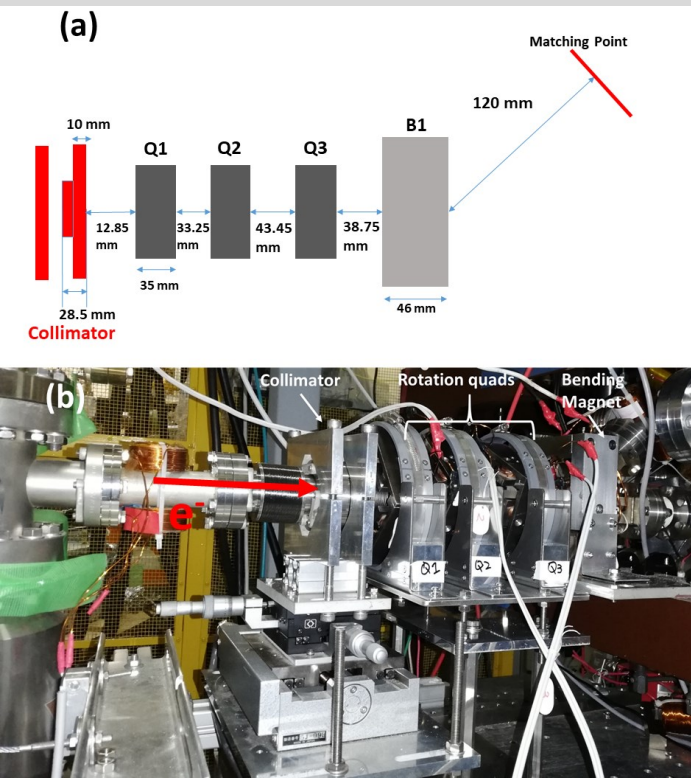 (a)
Matching Point
10 mm
120 mm
Q1
Q2
Q3
B1
12.85
mm
33.25
mm
43.45
mm
38.75
mm
35 mm
28.5 mm
46 mm
Collimator
(b)
Collimator
Rotation quads
Bending
Magnet
e-
N
Q1
Q2
Q3